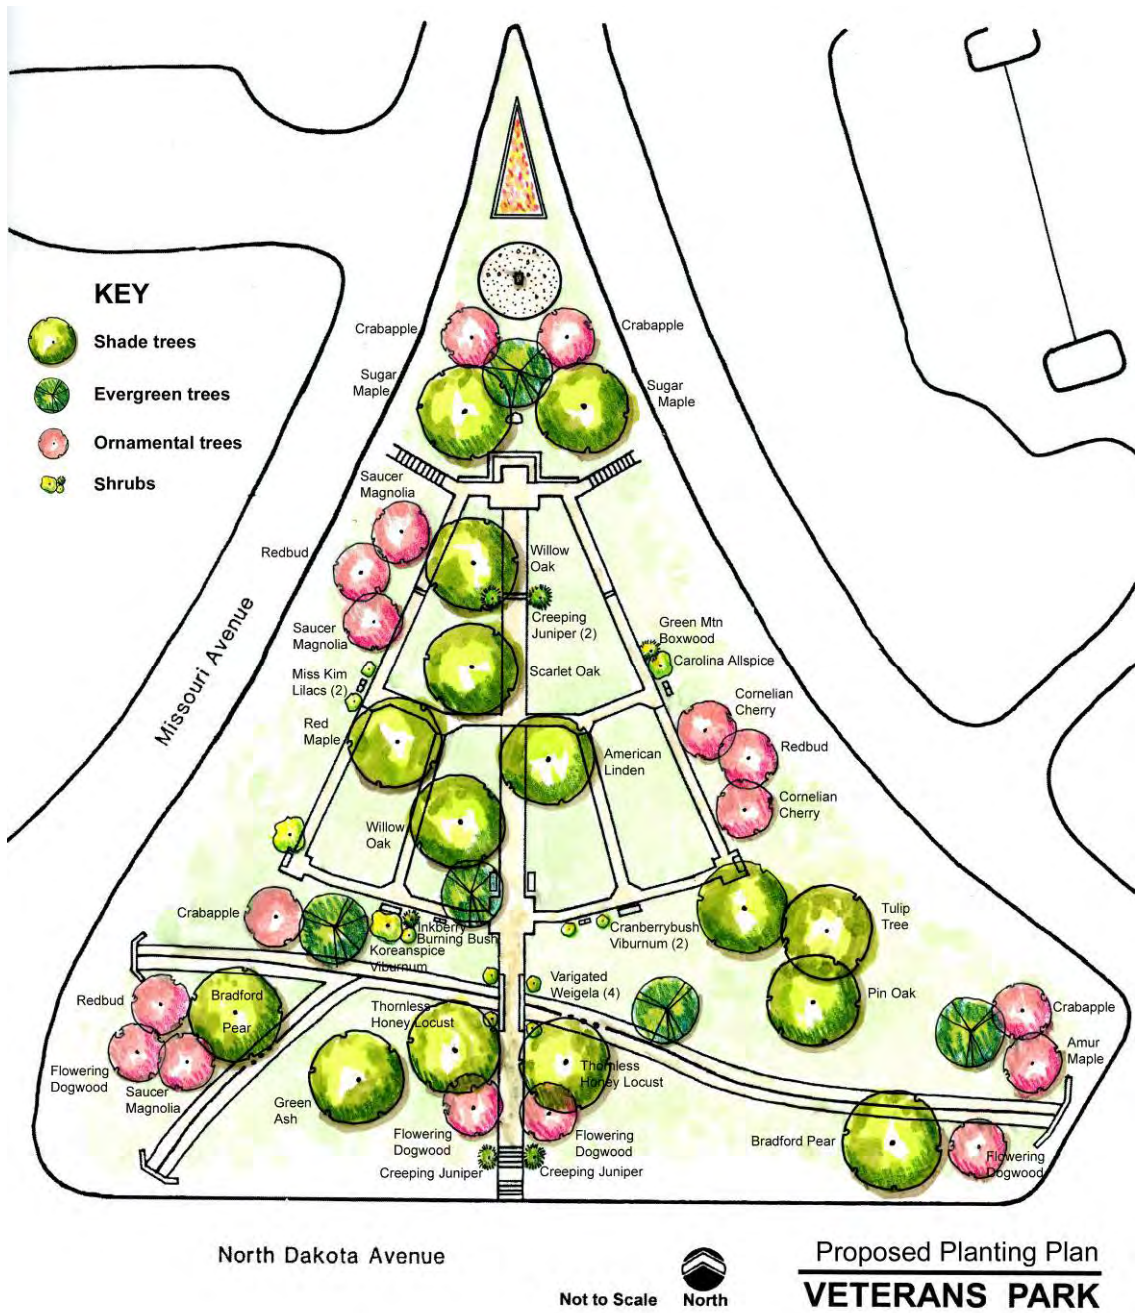 KEY
Shade trees
Evergreen trees
Ornamental trees
Shrubs
Crabapple
Crabapple
Sugar
Maple
Sugar
Maple
Saucer
Magnolia
Redbud
Willow
Oak
Saucer
Magnolia
Creeping
Juniper (2)
Green Mtn
Boxwood
Carolina Allspice
Miss Kim
Lilacs (2)
Scarlet Oak
Missouri Avenue
Cornelian
Cherry
Red
Maple
Redbud
American
Linden
Cornelian
Cherry
Willow
Oak
Crabapple
Inkberry
Burning Bush
Koreanspice
Viburnum
Cranberrybush
Viburnum (2)
Tulip
Tree
Redbud
Bradford
Pear
Varigated
Weigela (4)
Pin Oak
Thornless
Honey Locust
Crabapple
Amur
Maple
Flowering
Dogwood
Saucer
Magnolia
Thornless
Honey Locust
Green
Ash
Flowering
Dogwood
Flowering
Dogwood
Bradford Pear
Flowering
Dogwood
Creeping Juniper
Creeping Juniper
North Dakota Avenue
Not to Scale
North
Proposed Planting Plan
VETERANS PARK